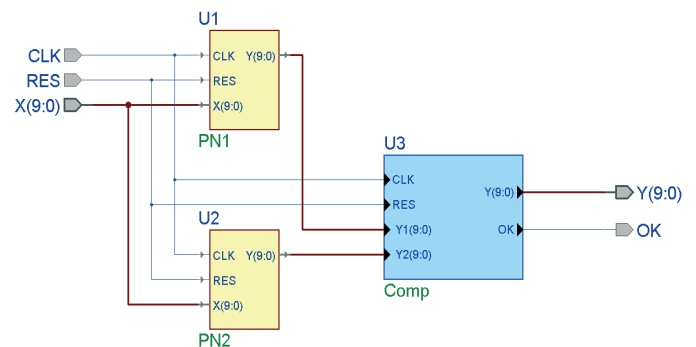 U1
CLK
CLK Y(9:0)
RES
RES
X(9:0)
X(9:0)
PN1
U3
CLK
Y(9:0)
Y(9:0)
RES
U2
Y1(9:0)
OK
OK
CLK Y(9:0)
Y2(9:0)
RES
Comp
X(9:0)
PN2